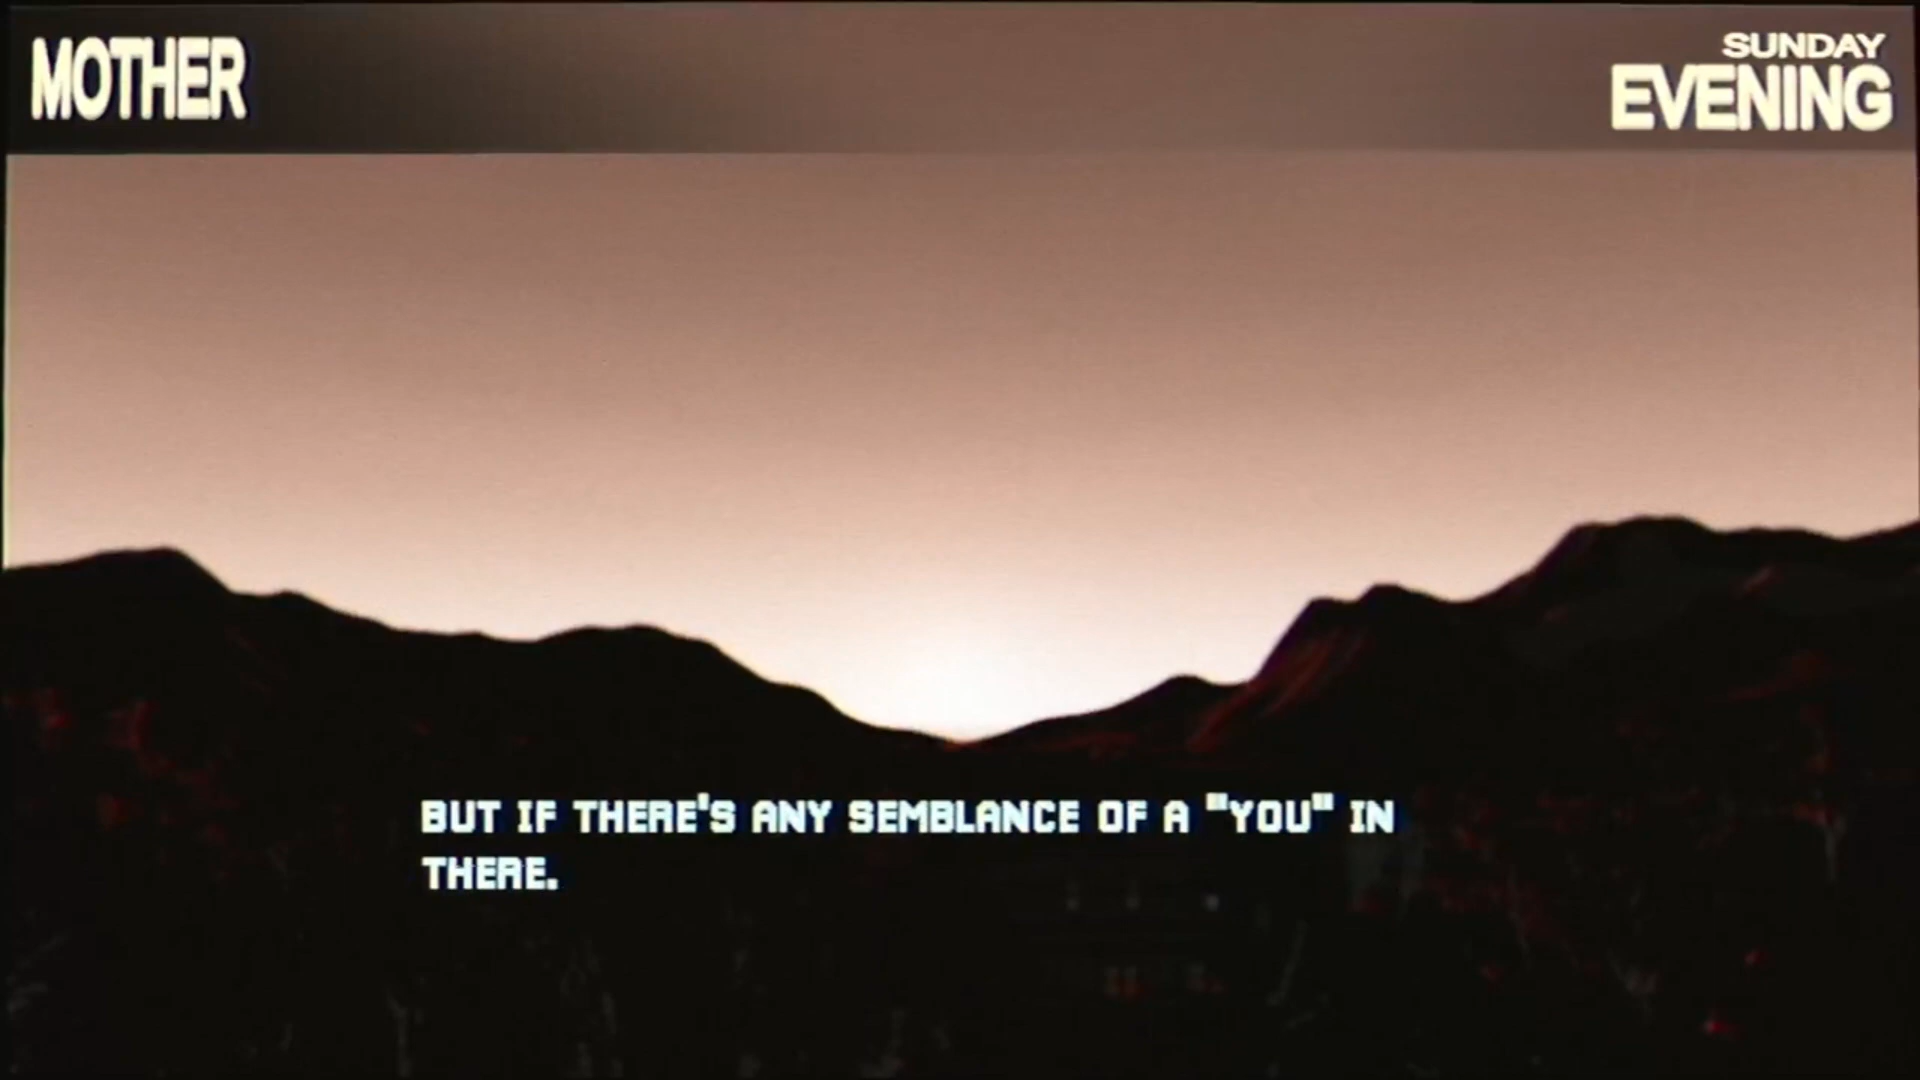 MOTHER
SUNDAY
EVENING
BUT IF THERE'S ANY SEMBLANCE OF A "YOU" IN
THERE.